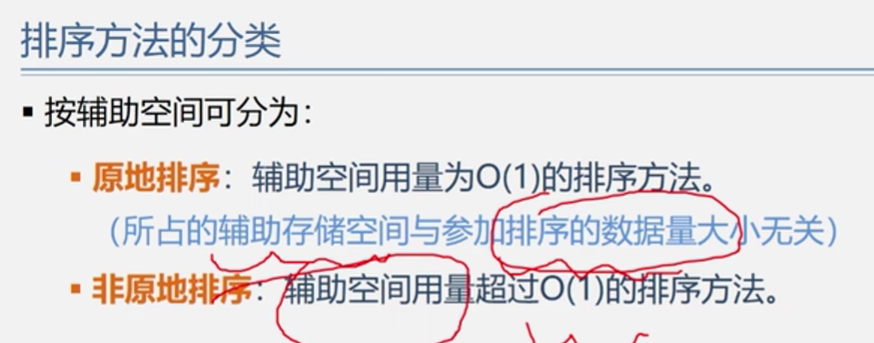 排序方法的分类
▪ 按辅助空间可分为：
▪ 原地排序：辅助空间用量为O(1)的排序方法。
（所占的辅助存储空间与参加排序的数据量大小无关）
▪ 非原地排序：辅助空间用量超过O(1)的排序方法。